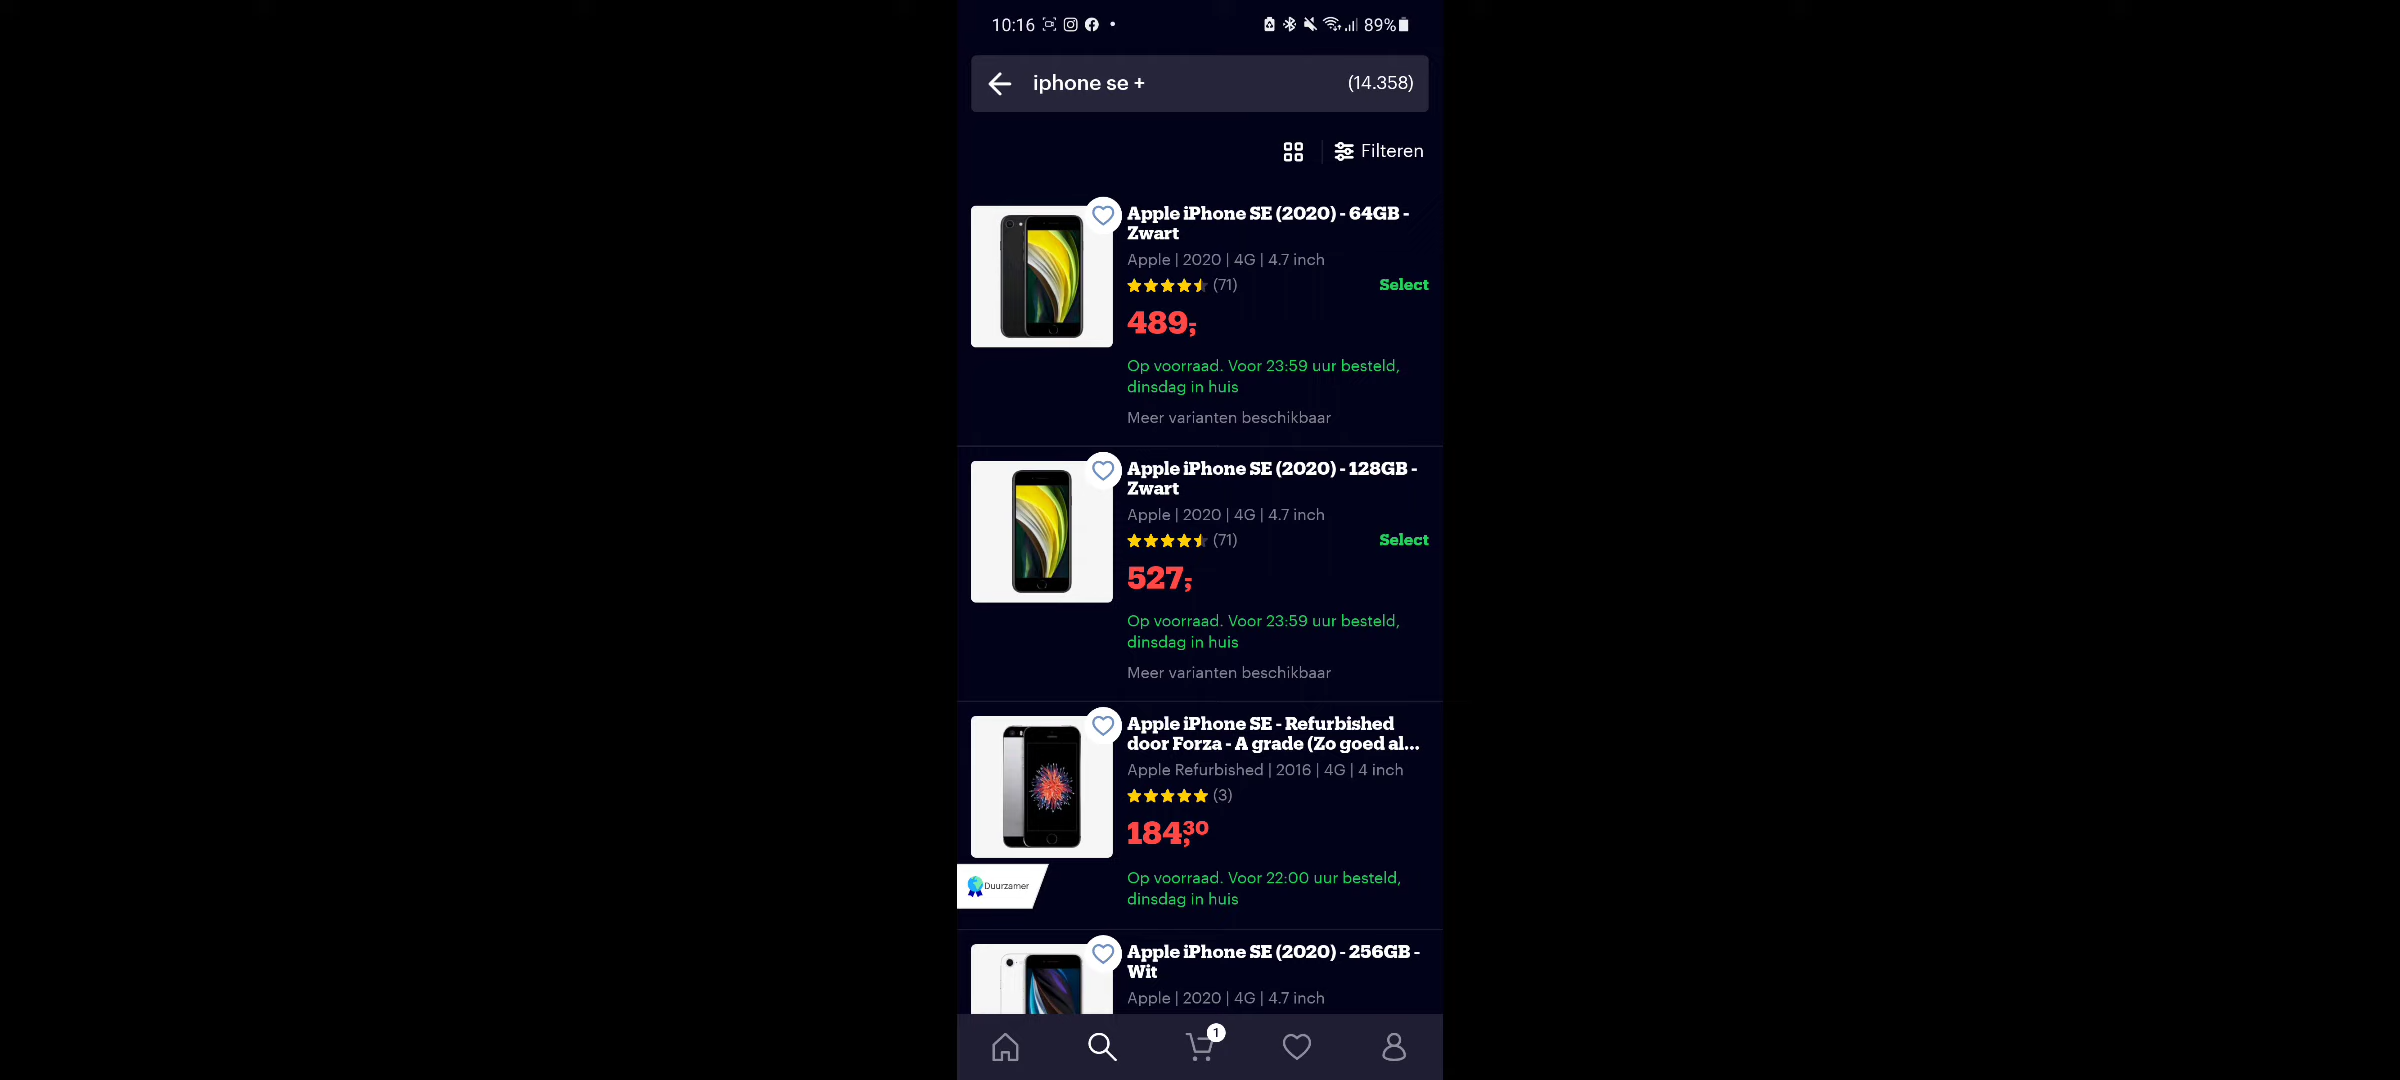 10:16 89%
iphone se + (14.358)
Filteren
Apple iPhone SE (2020) - 64GB -
Zwart
Apple | 2020 | 4G | 4.7 inch
(71) Select
489,-
Op voorraad. Voor 23:59 uur besteld,
dinsdag in huis
Meer varianten beschikbaar
Apple iPhone SE (2020) - 128GB -
Zwart
Apple | 2020 | 4G | 4.7 inch
(71) Select
527,-
Op voorraad. Voor 23:59 uur besteld,
dinsdag in huis
Meer varianten beschikbaar
Apple iPhone SE - Refurbished
door Forza - A grade (Zo goed al...
Apple Refurbished | 2016 | 4G | 4 inch
(3)
184,30
Duurzamer
Op voorraad. Voor 22:00 uur besteld,
dinsdag in huis
Apple iPhone SE (2020) - 256GB -
Wit
Apple | 2020 | 4G | 4.7 inch
1